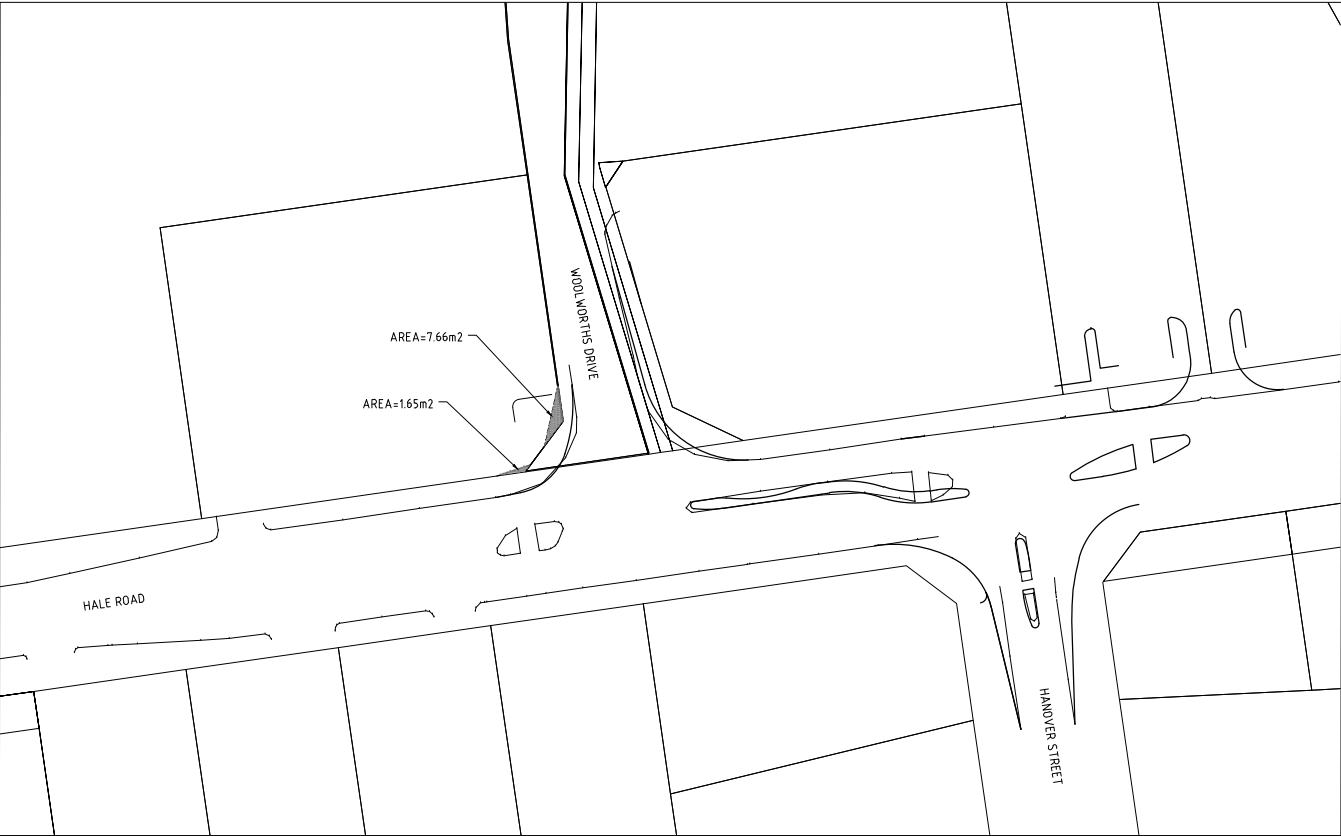 WOOLWORTHS DRIVE
AREA=7.66m2
AREA=1.65m2
HALE ROAD
HANOVER STREET